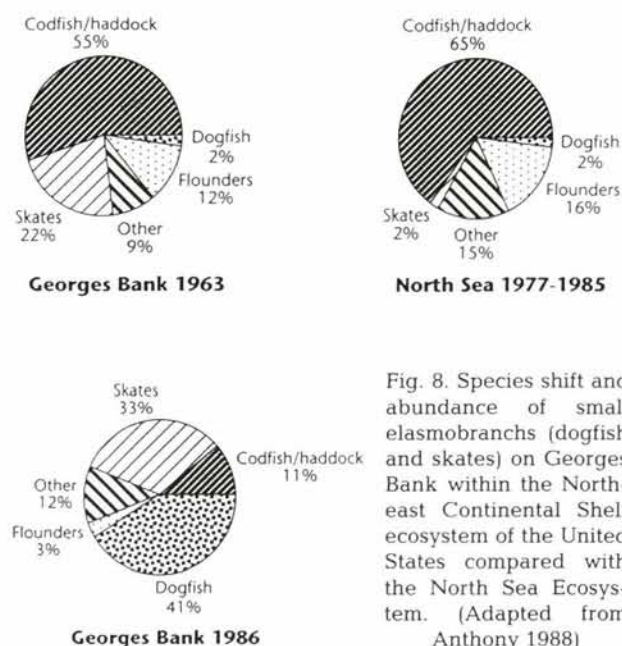 Codfish/haddock
55%
Dogfish
2%
Flounders
12%
Other
9%
Skates
22%
Georges Bank 1963
Codfish/haddock
65%
Dogfish
2%
Flounders
16%
Other
15%
Skates
2%
North Sea 1977-1985
Skates
33%
Codfish/haddock
11%
Other
12%
Flounders
3%
Dogfish
41%
Georges Bank 1986
Fig. 8. Species shift and
abundance of smal
elasmobranchs (dogfish
and skates) on Georges
Bank within the North-
east Continental Shel
ecosystem of the United
States compared with
the North Sea Ecosys-
tem. (Adapted from
Anthony 1988)